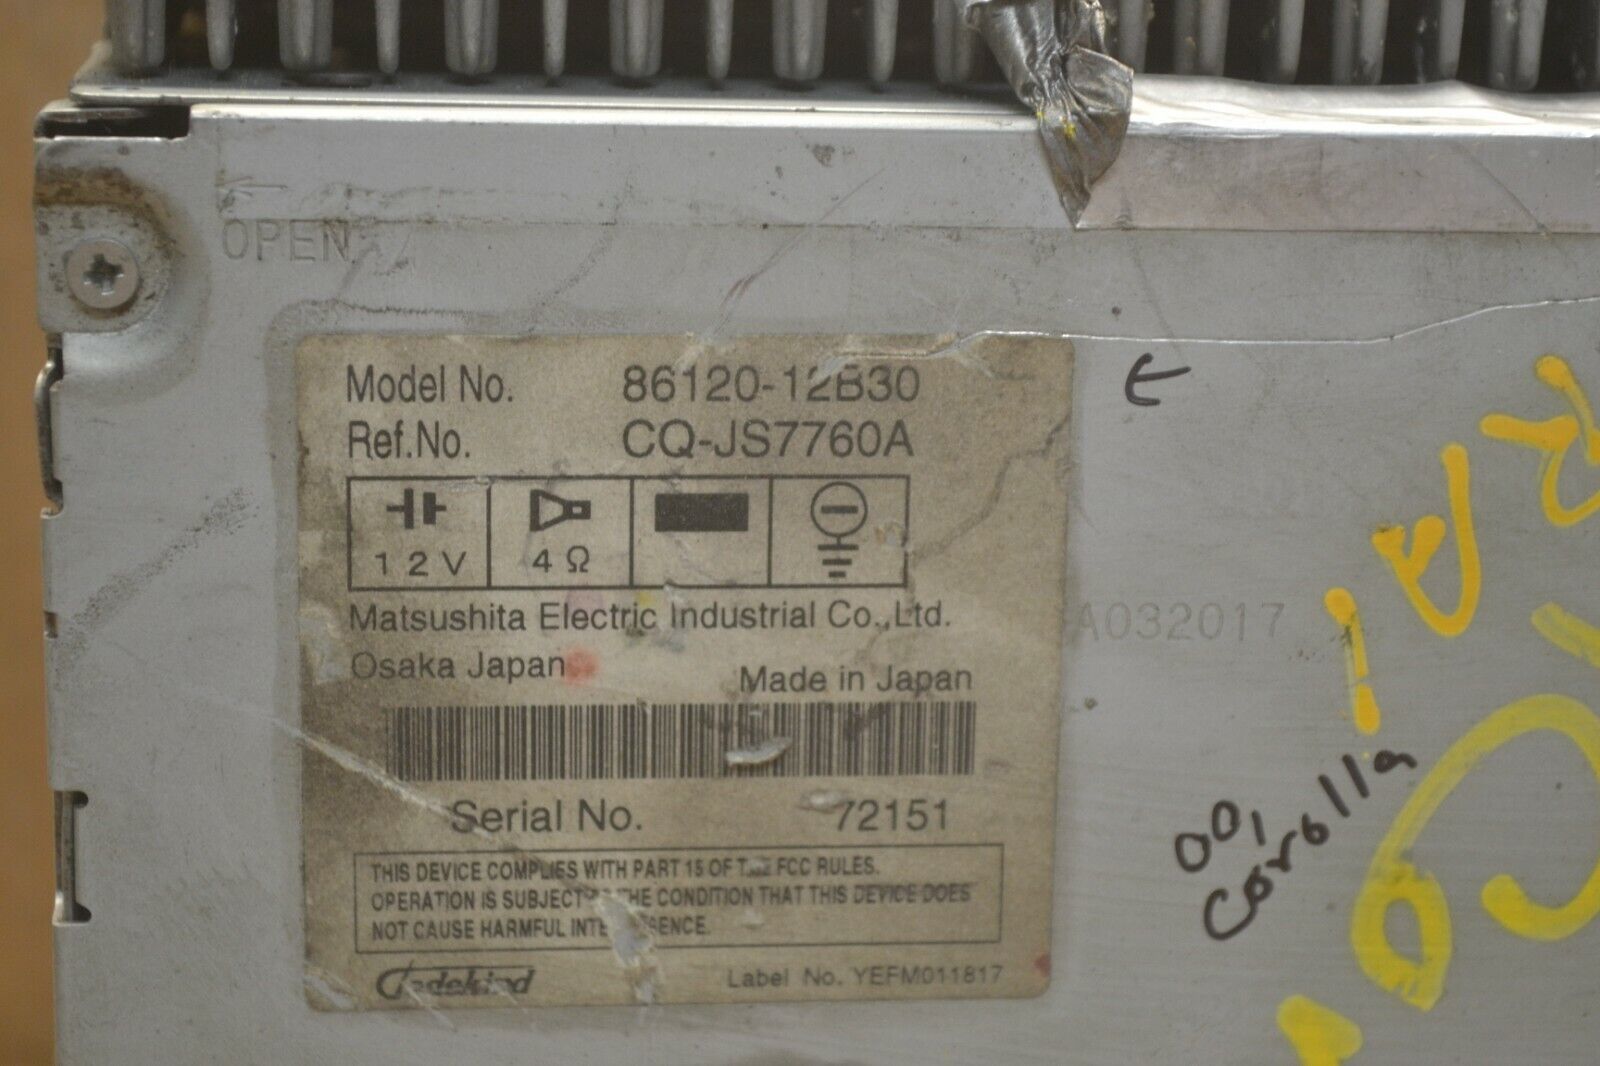 OPEN
Model No. 86120-12B30
Ref.No. CQ-JS7760A
12V 4Ω
Matsushita Electric Industrial Co.,Ltd.
Osaka Japan
Made in Japan
A032017
Serial No. 72151
THIS DEVICE COMPLIES WITH PART 15 OF THE FCC RULES.
OPERATION IS SUBJECT THE CONDITION THAT THIS DEVICE DOES
NOT CAUSE HARMFUL INTERFERENCE.
Label No. YEFM011817
001
Corolla